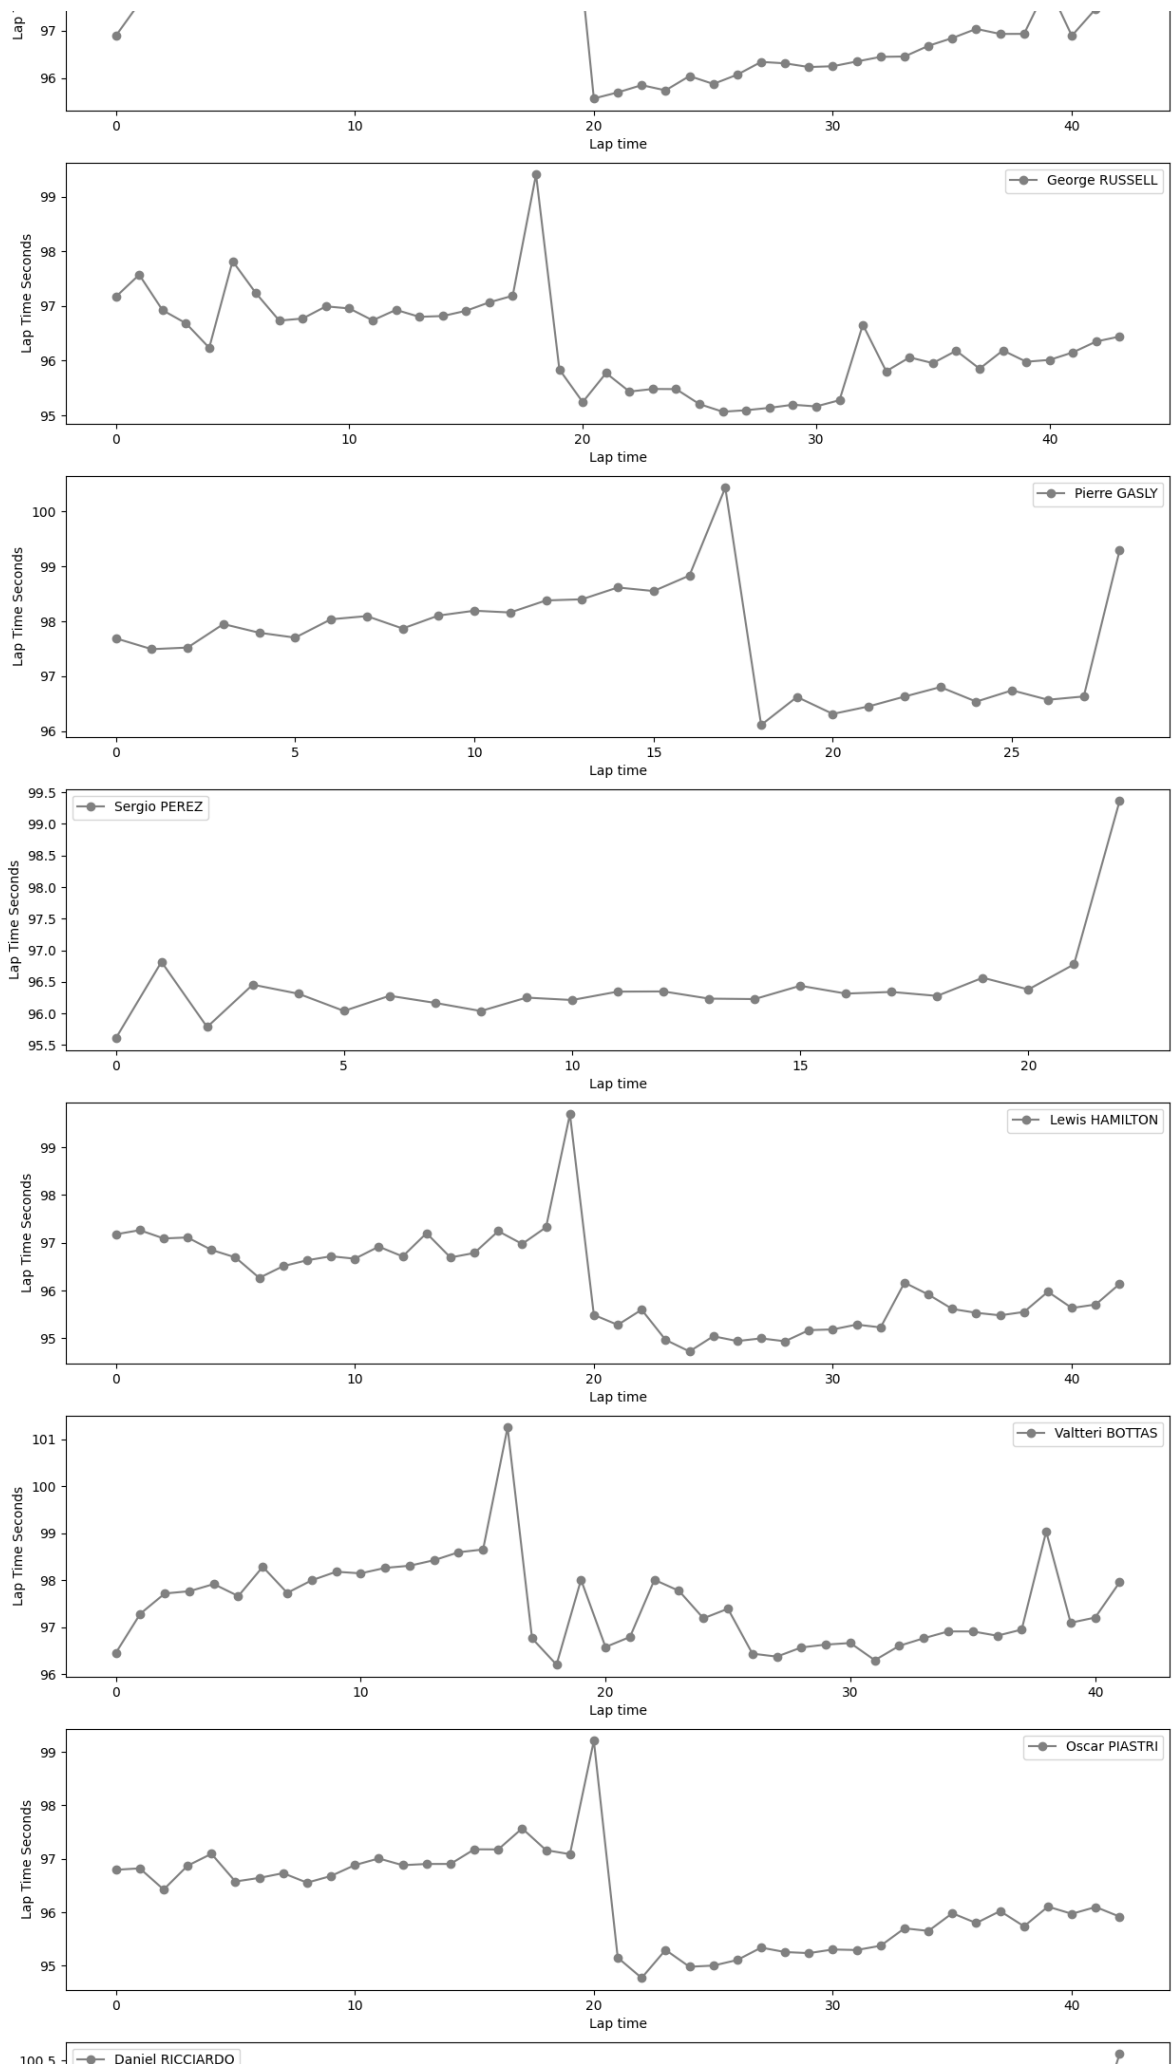 Lap
97
96
0 10 20 30 40
Lap time
George RUSSELL
Lap Time Seconds
99
98
97
96
95
0 10 20 30 40
Lap time
Pierre GASLY
Lap Time Seconds
100
99
98
97
96
0 5 10 15 20 25
Lap time
Sergio PEREZ
Lap Time Seconds
99.5
99.0
98.5
98.0
97.5
97.0
96.5
96.0
95.5
0 5 10 15 20
Lap time
Lewis HAMILTON
Lap Time Seconds
99
98
97
96
95
0 10 20 30 40
Lap time
Valtteri BOTTAS
Lap Time Seconds
101
100
99
98
97
96
0 10 20 30 40
Lap time
Oscar PIASTRI
Lap Time Seconds
99
98
97
96
95
0 10 20 30 40
Lap time
100.5
Daniel RICCIARDO